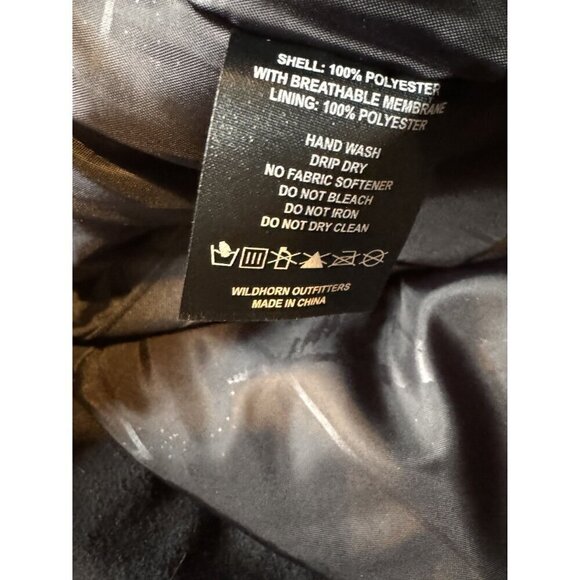 SHELL: 100% POLYESTER
WITH BREATHABLE MEMBRANE
LINING: 100% POLYESTER
HAND WASH
DRIP DRY
NO FABRIC SOFTENER
DO NOT BLEACH
DO NOT IRON
DO NOT DRY CLEAN
WILDHORN OUTFITTERS
MADE IN CHINA